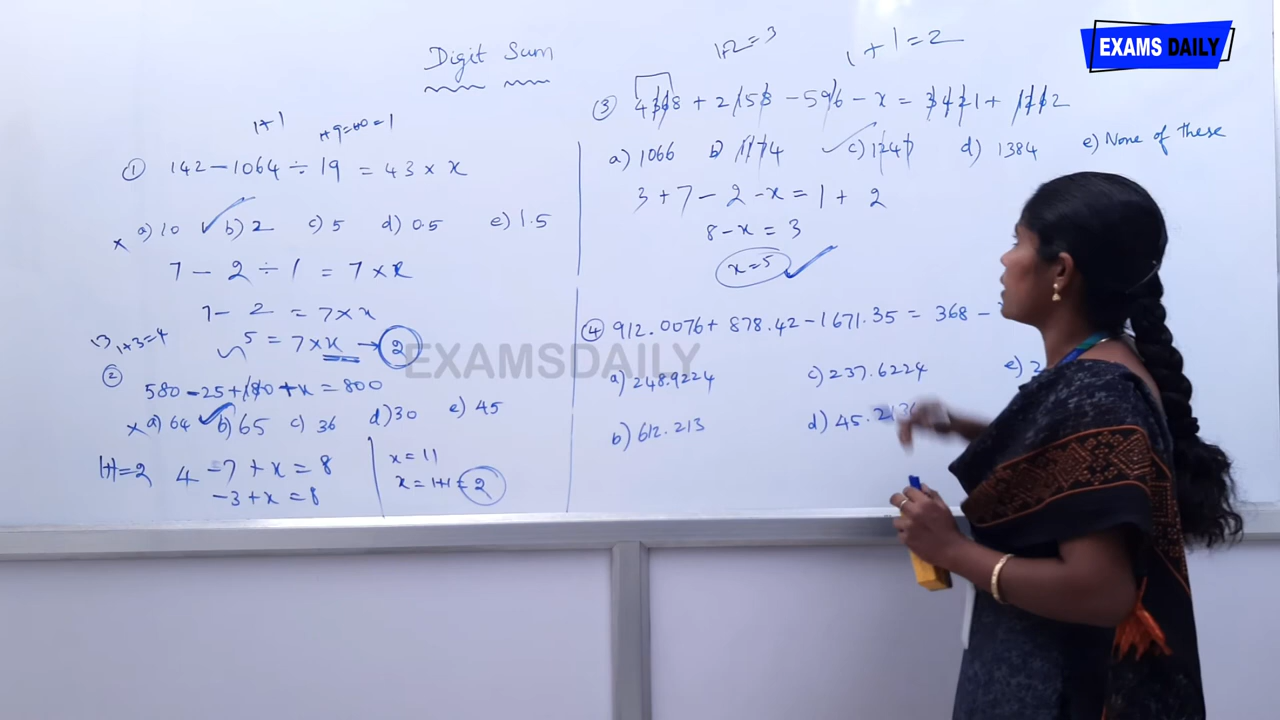 EXAMS DAILY
Digit Sum
1+1
1+9=10=1
① 142 - 1064 ÷ 19 = 43 × x
x a) 10 b) 2 c) 5 d) 0.5 e) 1.5
7 - 2 ÷ 1 = 7 × x
7 - 2 = 7 × x
5 = 7 × x → 2
13 1+3=4
② 580 - 25 + 180 + x = 800
x a) 64 b) 65 c) 36 d) 30 e) 45
1+1=2 4 - 7 + x = 8
- 3 + x = 8
x = 11
x = 1+1 = 2
1+2=3
1+1=2
③ + 2158 - 596 - x = 3421 +
a) 1066 b) c) 1247 d) 1384 e) None of these
3 + 7 - 2 - x = 1 + 2
8 - x = 3
x = 5
④ 912.0076 + 878.42 - 1671.35 = 368 -
a) 248.9224 c) 237.6224 e) 2
b) 612.213 d) 45.213
EXAMSDAILY